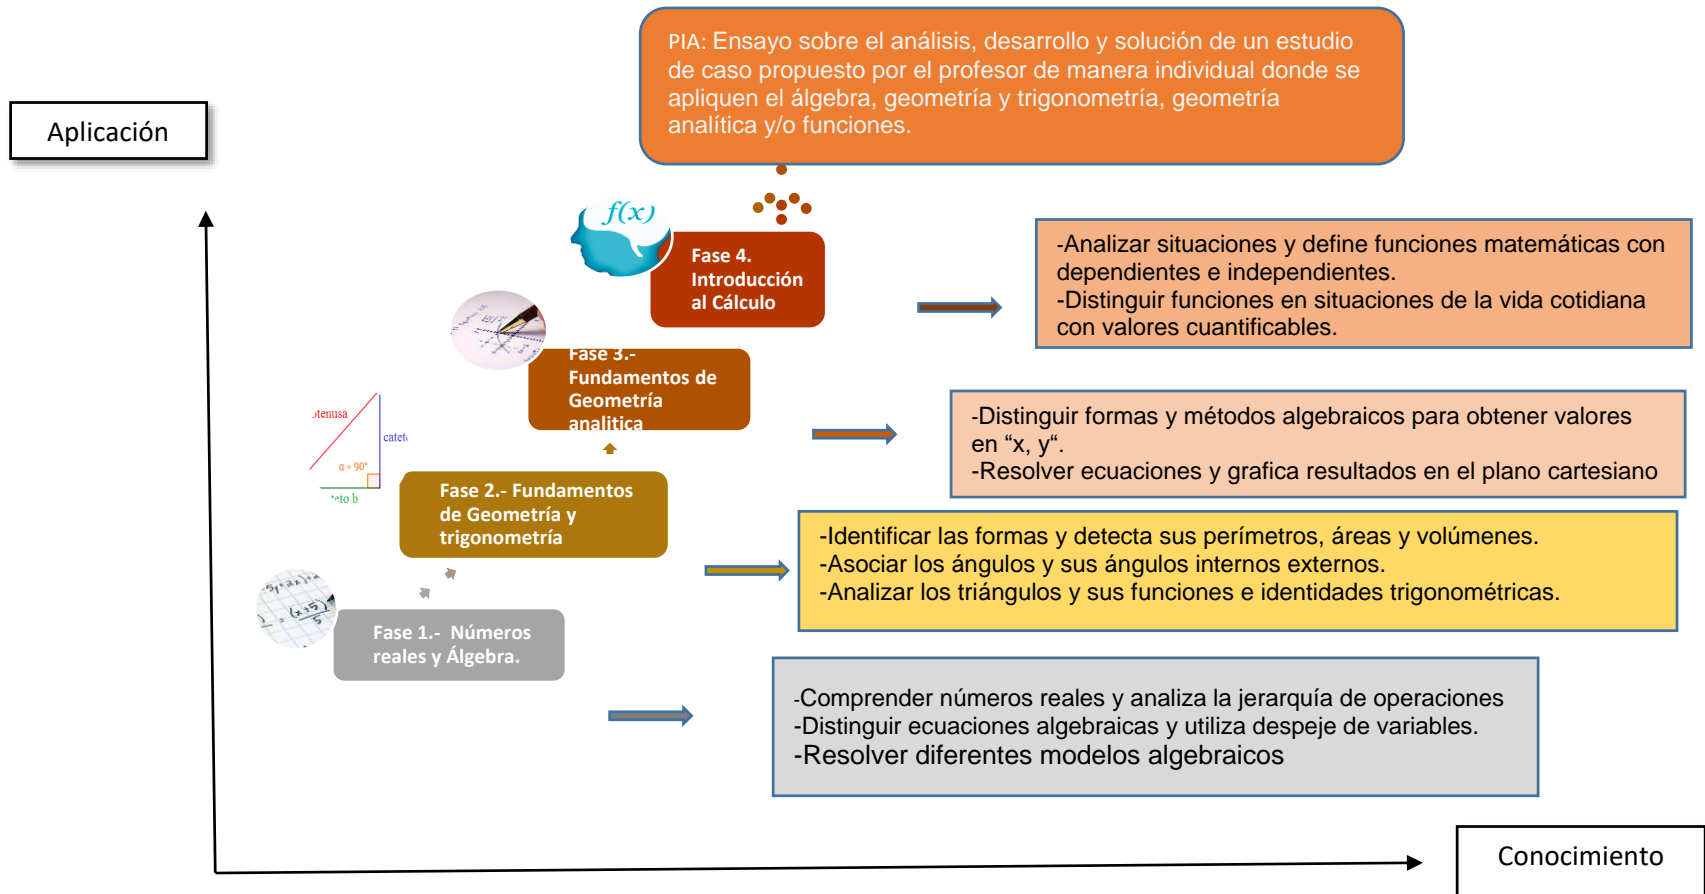 PIA: Ensayo sobre el análisis, desarrollo y solución de un estudio
de caso propuesto por el profesor de manera individual donde se
apliquen el álgebra, geometría y trigonometría, geometría
analítica y/o funciones.
Aplicación
f(x)
Fase 4.
Introducción
al Cálculo
-Analizar situaciones y define funciones matemáticas con
dependientes e independientes.
-Distinguir funciones en situaciones de la vida cotidiana
con valores cuantificables.
Fase 3.-
Fundamentos de
Geometría
analitica
-Distinguir formas y métodos algebraicos para obtener valores
en “x, y“.
-Resolver ecuaciones y grafica resultados en el plano cartesiano
otenusa
catet
α = 90°
teto b
Fase 2.- Fundamentos
de Geometría y
trigonometría
-Identificar las formas y detecta sus perímetros, áreas y volúmenes.
-Asociar los ángulos y sus ángulos internos externos.
-Analizar los triángulos y sus funciones e identidades trigonométricas.
= (x+5)
5
Fase 1.- Números
reales y Álgebra.
-Comprender números reales y analiza la jerarquía de operaciones
-Distinguir ecuaciones algebraicas y utiliza despeje de variables.
-Resolver diferentes modelos algebraicos
Conocimiento